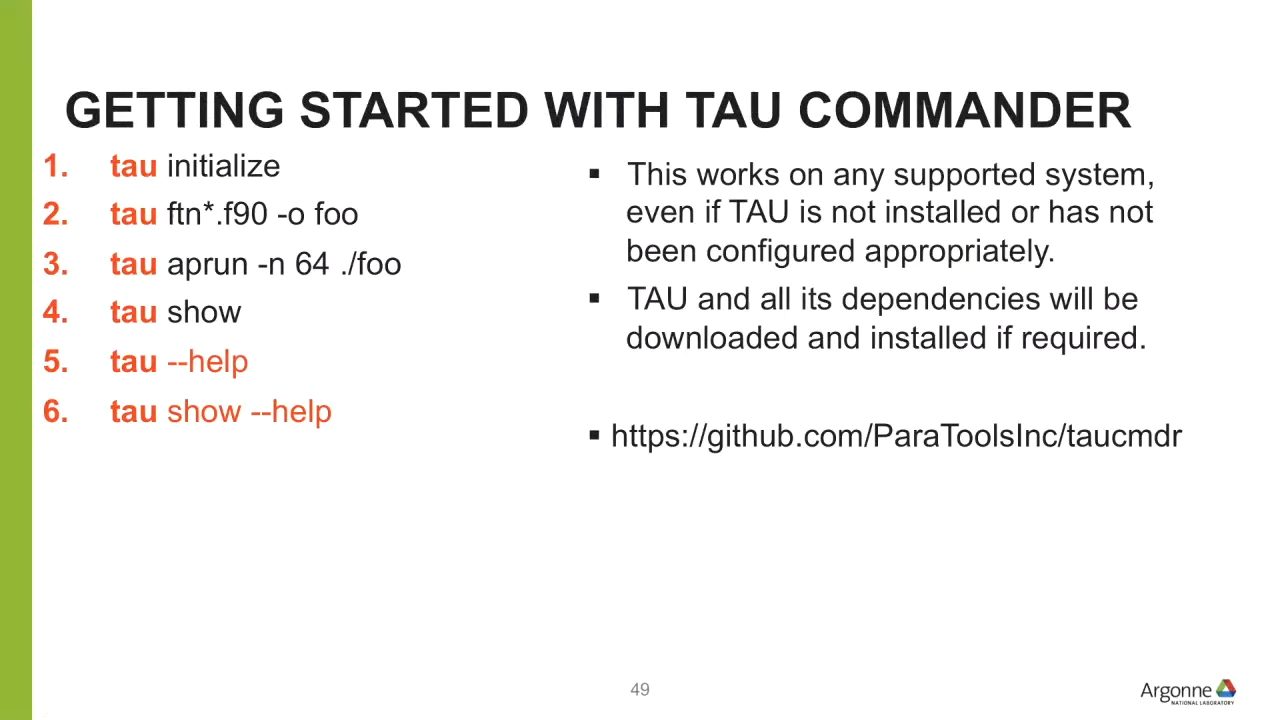 GETTING STARTED WITH TAU COMMANDER
1. tau initialize
2. tau ftn*.f90 -o foo
3. tau aprun -n 64 ./foo
4. tau show
5. tau --help
6. tau show --help
▪ This works on any supported system,
even if TAU is not installed or has not
been configured appropriately.
▪ TAU and all its dependencies will be
downloaded and installed if required.
▪ https://github.com/ParaToolsInc/taucmdr
49
Argonne
NATIONAL LABORATORY